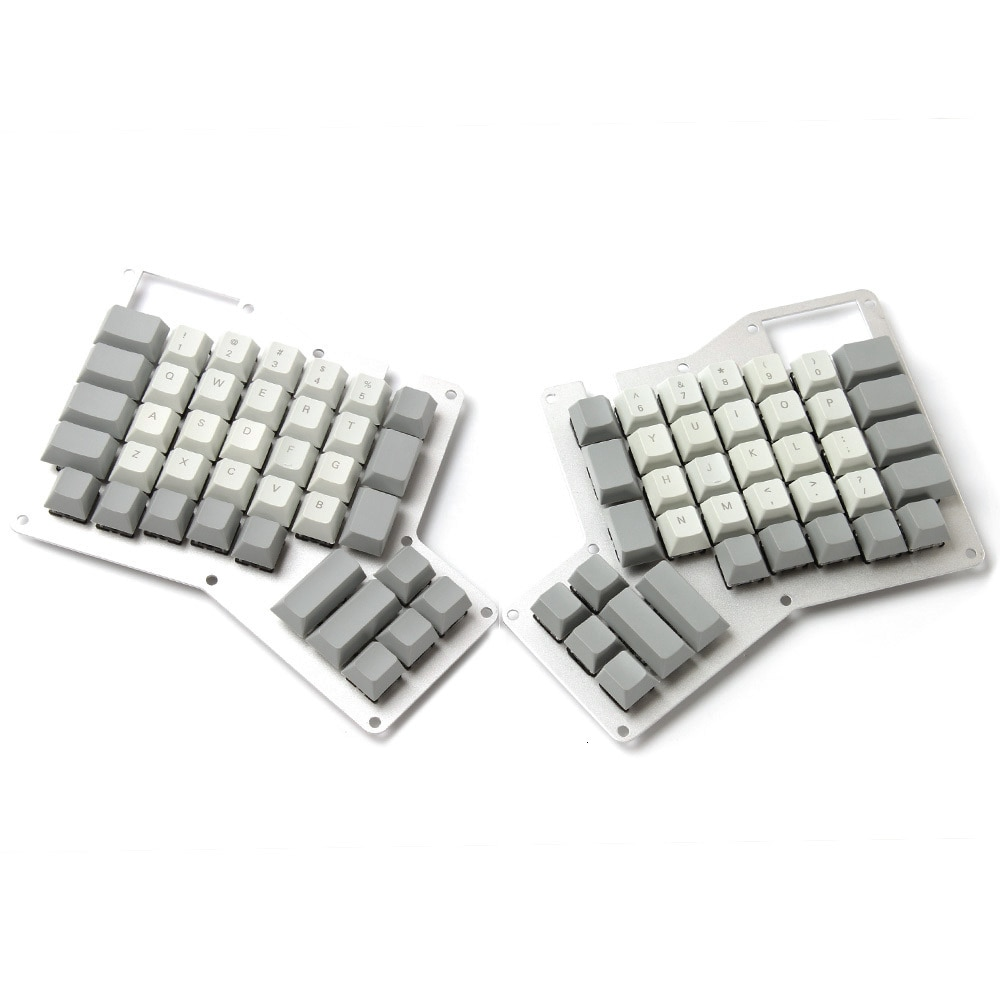 ! @ # $ %
1 2 3 4 5
Q W E R T
A S D F G
Z X C V B
^ & * ( )
6 7 8 9 0
Y U I O P
H J K L : ;
N M < , > . ? /